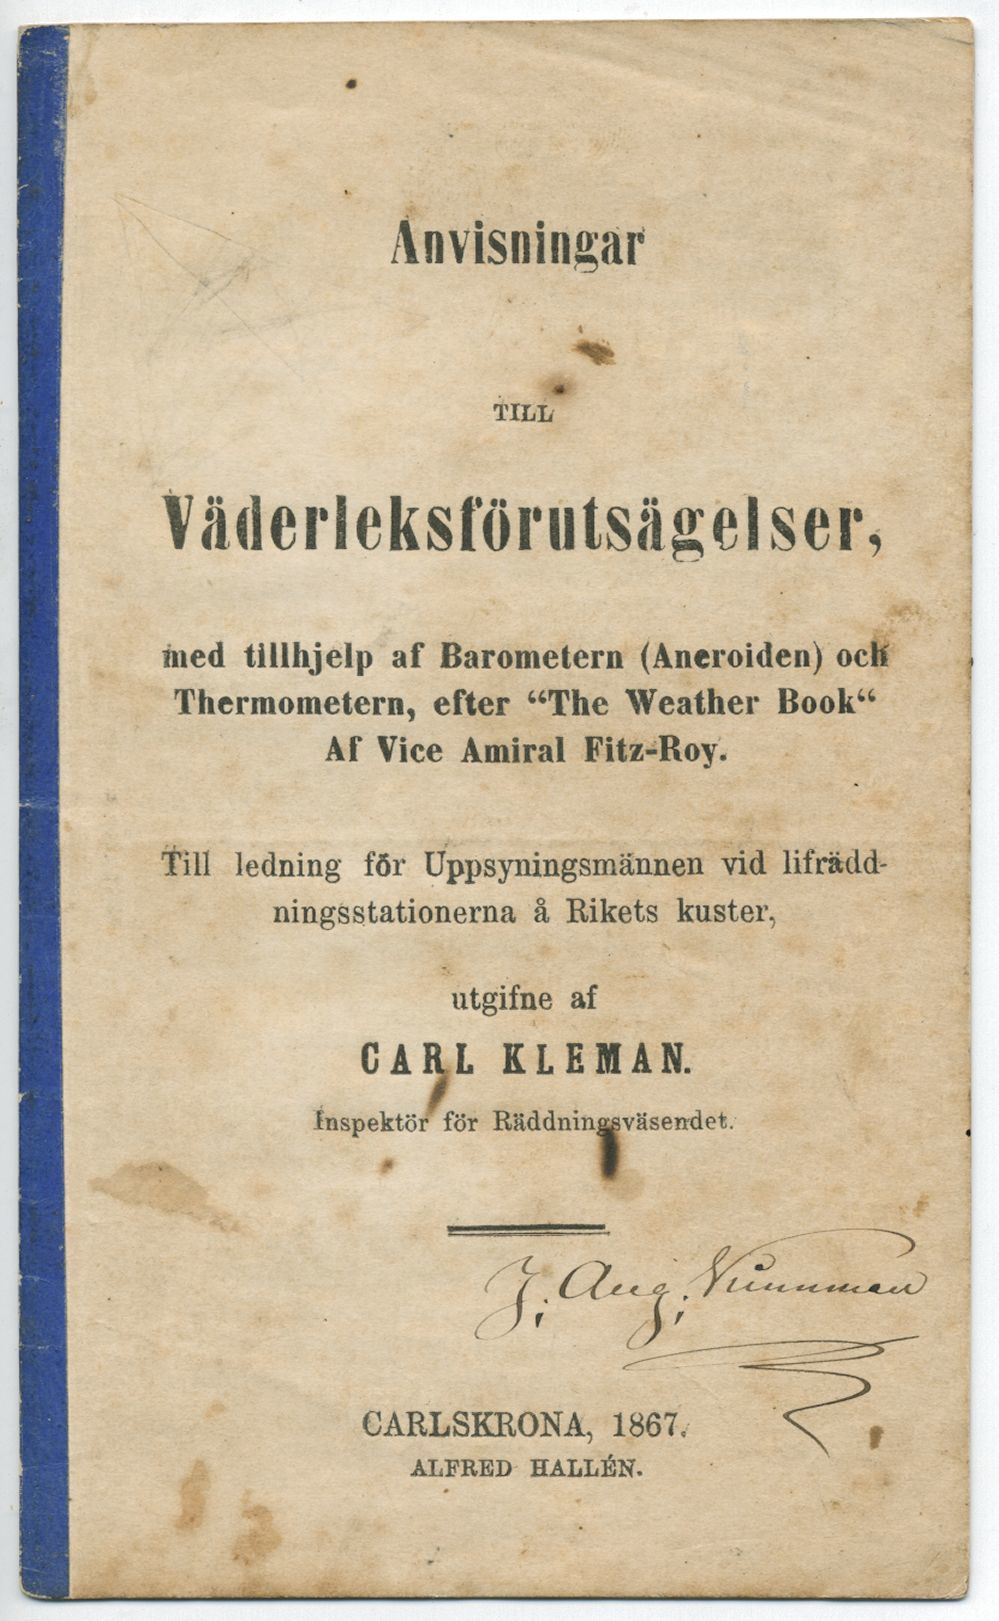 Anvisningar
TILL
Väderleksförutsägelser,
med tillhjelp af Barometern (Aneroiden) och
Thermometern, efter “The Weather Book“
Af Vice Amiral Fitz-Roy.
Till ledning för Uppsyningsmännen vid lifrädd-
ningsstationerna å Rikets kuster,
utgifne af
CARL KLEMAN.
Inspektör för Räddningsväsendet.
J. Aug. Nunnman
CARLSKRONA, 1867.
ALFRED HALLÉN.